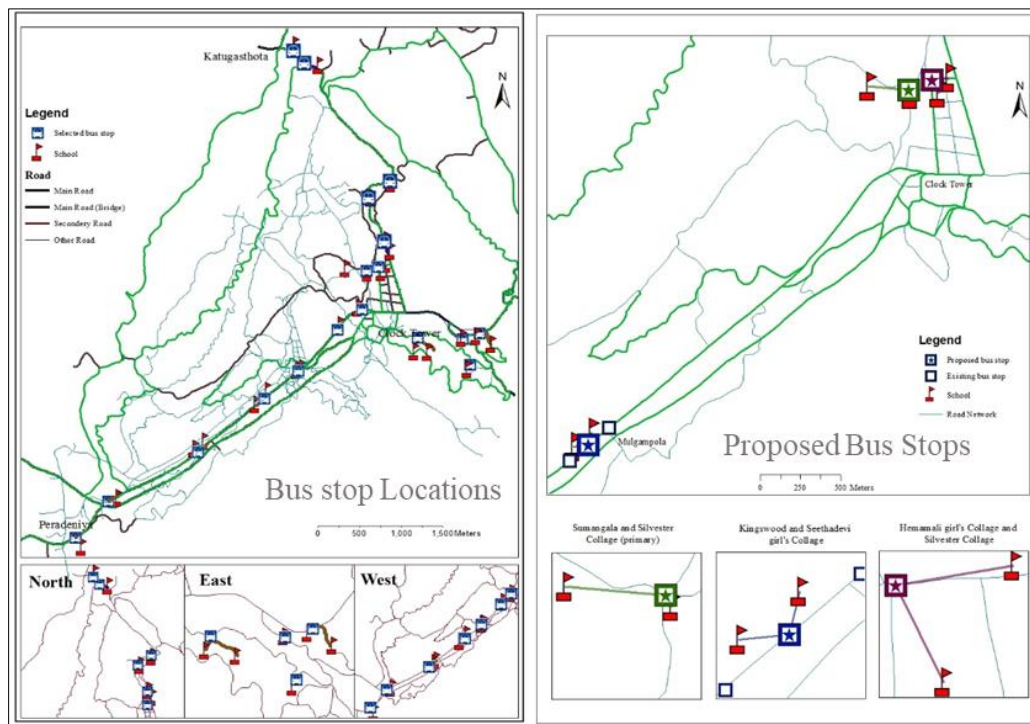 Katugasthota
N
Legend
Selected bus stop
School
Road
Main Road
Main Road (Bridge)
Secondery Road
Other Road
Clock Tower
Bus stop Locations
Peradeniya
0 500 1,000 1,500 Meters
North
East
West
N
Clock Tower
Legend
Proposed bus stop
Existing bus stop
School
Road Network
Mulgampola
Proposed Bus Stops
0 250 500 Meters
Sumangala and Silvester
Collage (primary)
Kingswood and Seethadevi
girl's Collage
Hemamali girl's Collage and
Silvester Collage